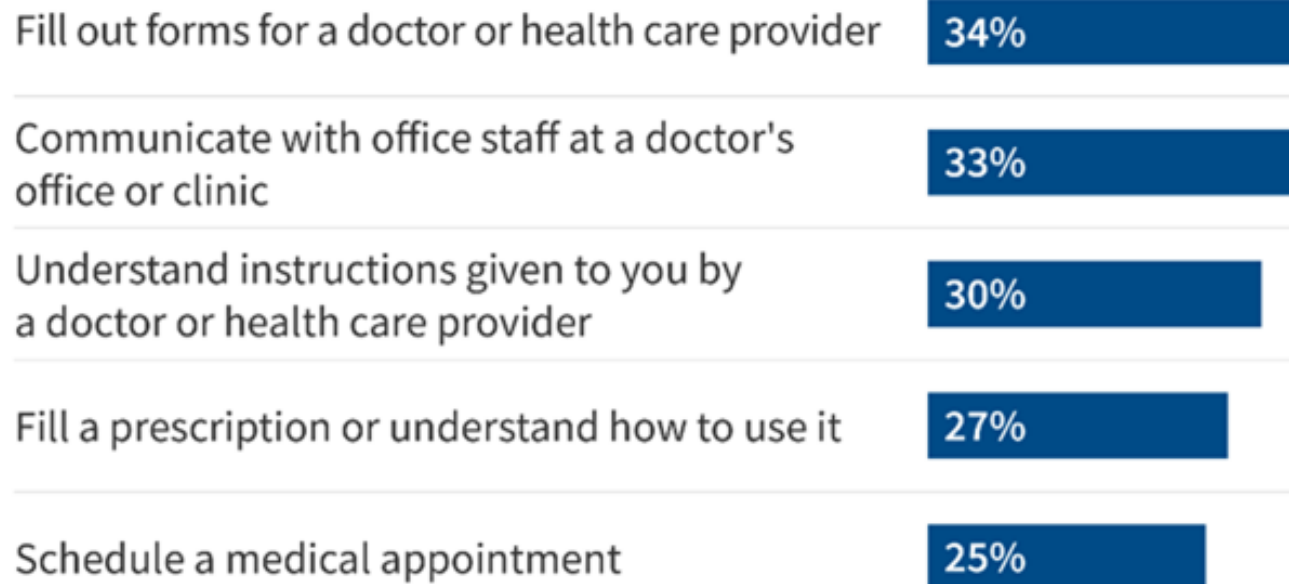 Fill out forms for a doctor or health care provider 34%
Communicate with office staff at a doctor's
office or clinic 33%
Understand instructions given to you by
a doctor or health care provider 30%
Fill a prescription or understand how to use it 27%
Schedule a medical appointment 25%